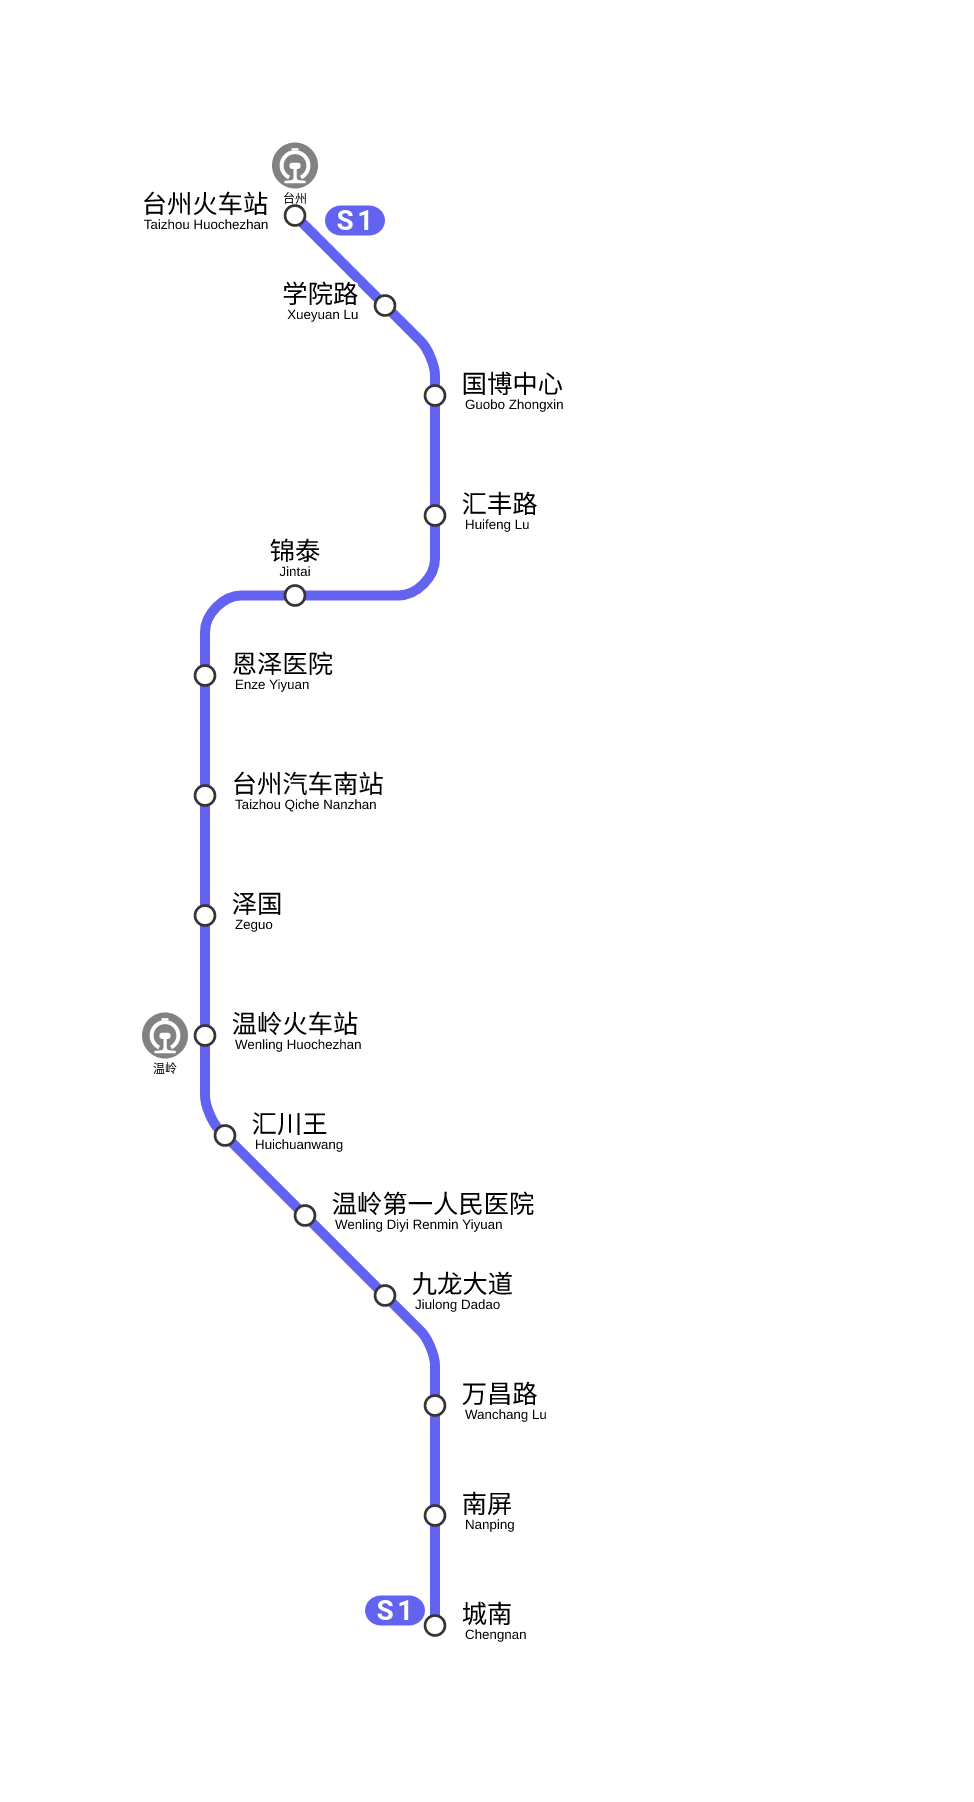 台州
台州火车站
Taizhou Huochezhan
S1
学院路
Xueyuan Lu
国博中心
Guobo Zhongxin
汇丰路
Huifeng Lu
锦泰
Jintai
恩泽医院
Enze Yiyuan
台州汽车南站
Taizhou Qiche Nanzhan
泽国
Zeguo
温岭火车站
Wenling Huochezhan
温岭
汇川王
Huichuanwang
温岭第一人民医院
Wenling Diyi Renmin Yiyuan
九龙大道
Jiulong Dadao
万昌路
Wanchang Lu
南屏
Nanping
S1
城南
Chengnan